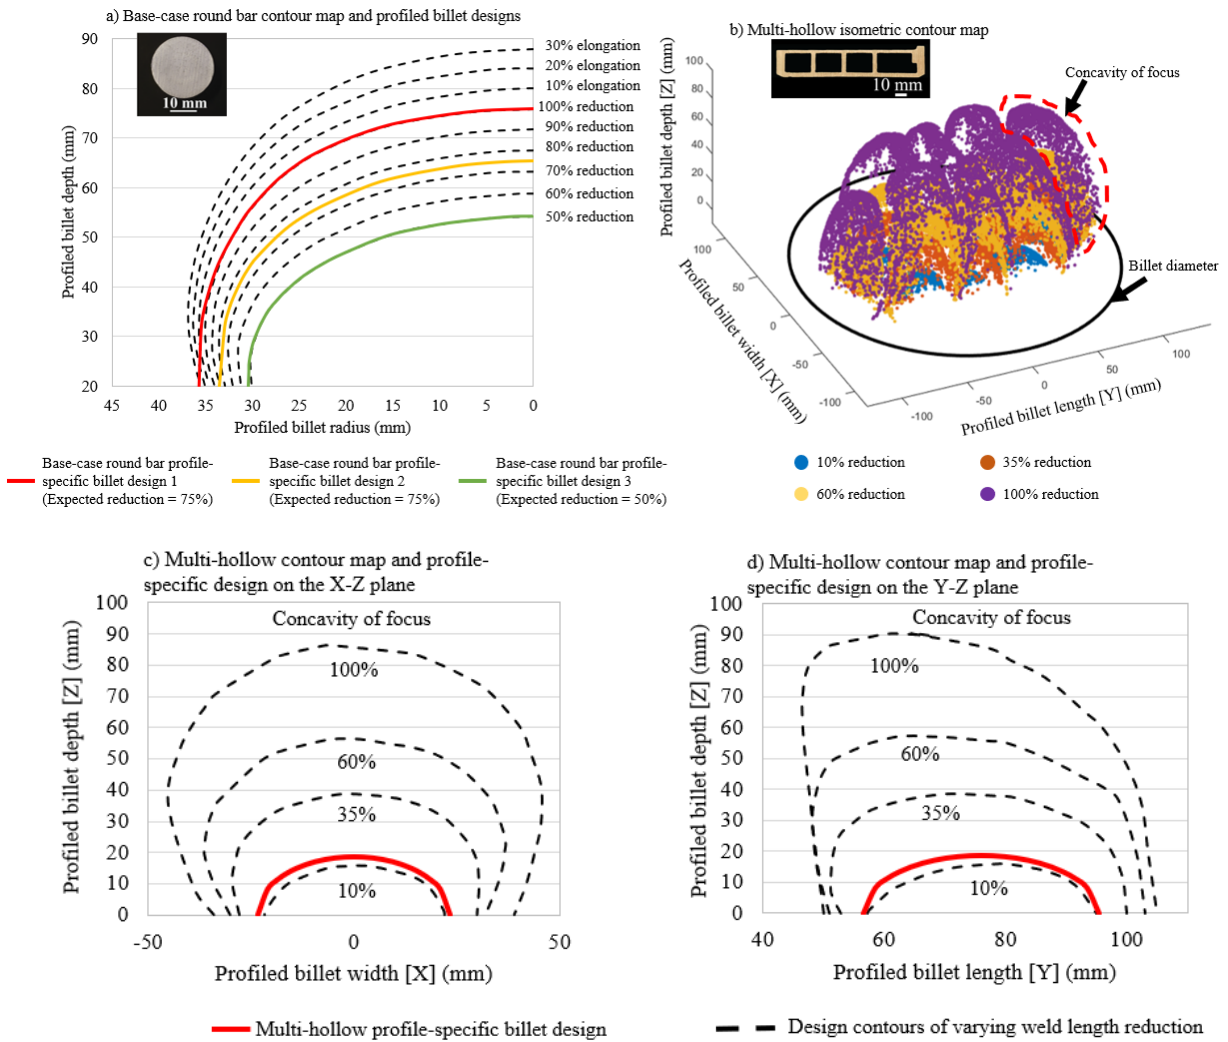 a) Base-case round bar contour map and profiled billet designs
90
80
70
60
50
40
30
20
Profiled billet depth (mm)
10 mm
30% elongation
20% elongation
10% elongation
100% reduction
90% reduction
80% reduction
70% reduction
60% reduction
50% reduction
45 40 35 30 25 20 15 10 5 0
Profiled billet radius (mm)
Base-case round bar profile-
specific billet design 1
(Expected reduction = 75%)
Base-case round bar profile-
specific billet design 2
(Expected reduction = 75%)
Base-case round bar profile-
specific billet design 3
(Expected reduction = 50%)
b) Multi-hollow isometric contour map
10 mm
Concavity of focus
Billet diameter
Profiled billet depth [Z] (mm)
100
80
60
40
20
0
Profiled billet width [X] (mm)
100
50
0
-50
-100
Profiled billet length [Y] (mm)
-100
-50
0
50
100
10% reduction
35% reduction
60% reduction
100% reduction
c) Multi-hollow contour map and profile-
specific design on the X-Z plane
Concavity of focus
100
90
80
70
60
50
40
30
20
10
0
Profiled billet depth [Z] (mm)
100%
60%
35%
10%
-50 0 50
Profiled billet width [X] (mm)
d) Multi-hollow contour map and profile-
specific design on the Y-Z plane
Concavity of focus
100
90
80
70
60
50
40
30
20
10
0
Profiled billet depth [Z] (mm)
100%
60%
35%
10%
40 60 80 100
Profiled billet length [Y] (mm)
Multi-hollow profile-specific billet design
Design contours of varying weld length reduction